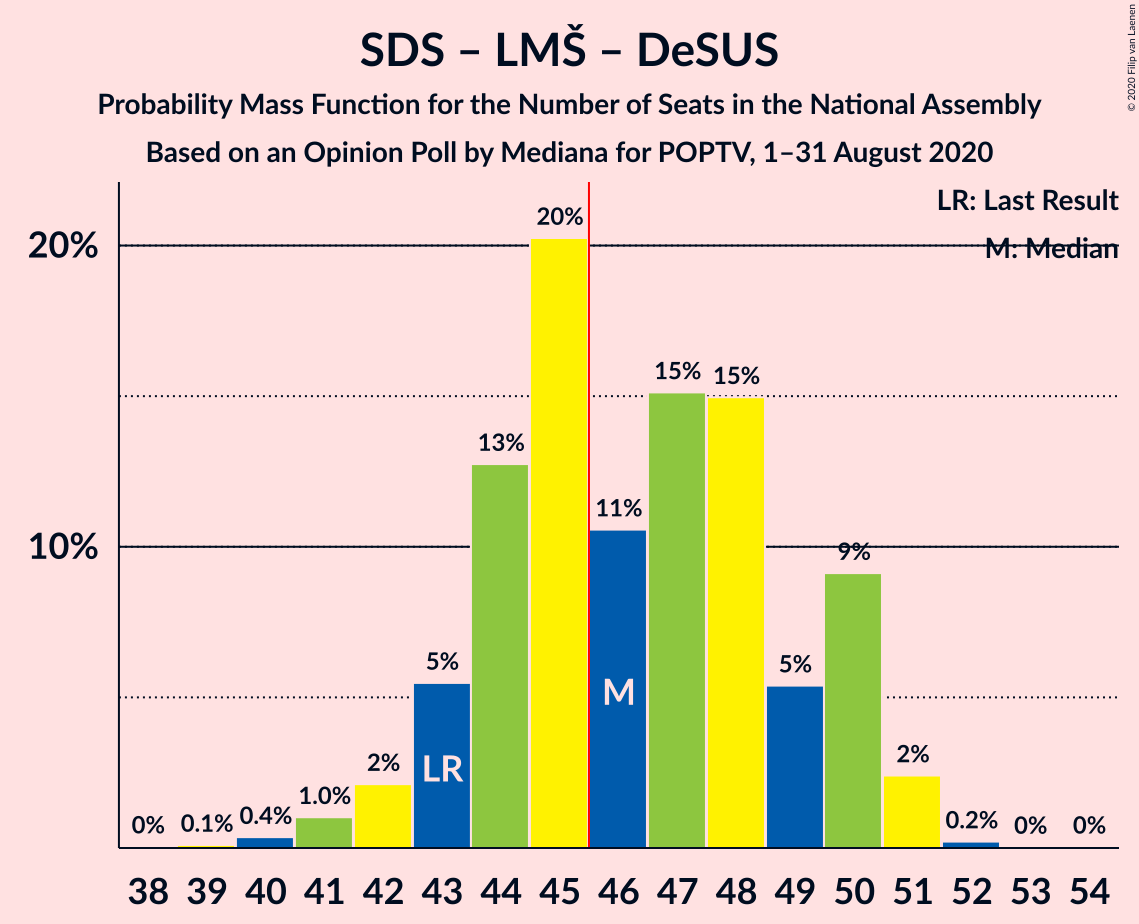 SDS – LMŠ – DeSUS
Probability Mass Function for the Number of Seats in the National Assembly
Based on an Opinion Poll by Mediana for POPTV, 1–31 August 2020
© 2020 Filip van Laenen
LR: Last Result
M: Median
20%
10%
0% 0.1% 0.4% 1.0% 2% 5% 13% 20% 11% 15% 15% 5% 9% 2% 0.2% 0% 0%
LR M
38 39 40 41 42 43 44 45 46 47 48 49 50 51 52 53 54